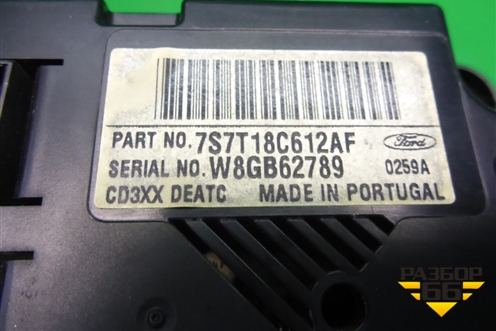 PART NO. 7S7T18C612AF
Ford
SERIAL NO. W8GB62789
0259A
CD3XX DEATC MADE IN PORTUGAL
РАЗБОР
66